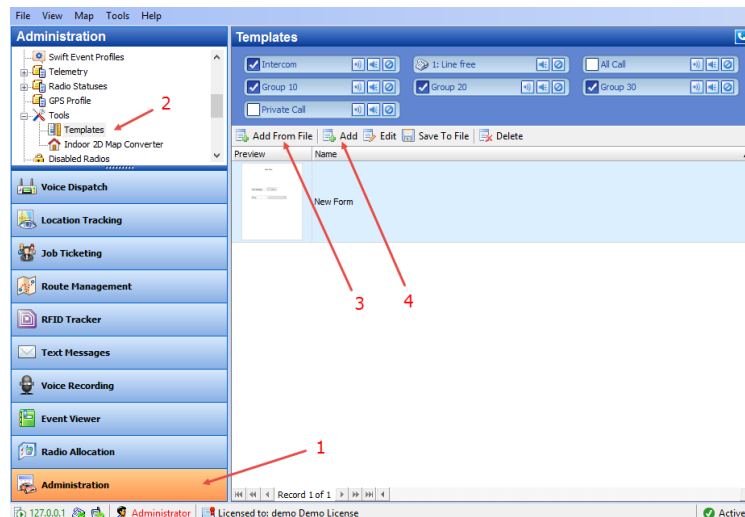 File View Map Tools Help
Administration
Swift Event Profiles
Telemetry
Radio Statuses
GPS Profile
Tools
Templates
Indoor 2D Map Converter
Disabled Radios
2
Voice Dispatch
Location Tracking
Job Ticketing
Route Management
RFID Tracker
Text Messages
Voice Recording
Event Viewer
Radio Allocation
Administration
1
Templates
Intercom
1: Line free
All Call
Group 10
Group 20
Group 30
Private Call
Add From File Add Edit Save To File Delete
Preview Name
New Form
3
4
Record 1 of 1
127.0.0.1 Administrator Licensed to: demo Demo License Active